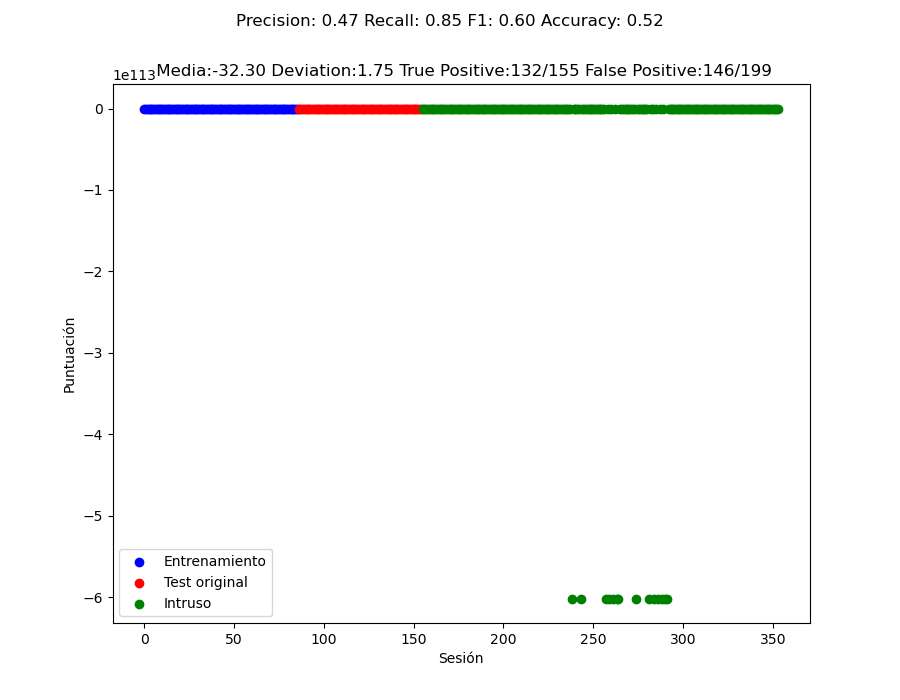 Precision: 0.47 Recall: 0.85 F1: 0.60 Accuracy: 0.52
Media:-32.30 Deviation:1.75 True Positive:132/155 False Positive:146/199
1e113
0
−1
−2
−3
−4
−5
−6
Puntuación
Entrenamiento
Test original
Intruso
0 50 100 150 200 250 300 350
Sesión